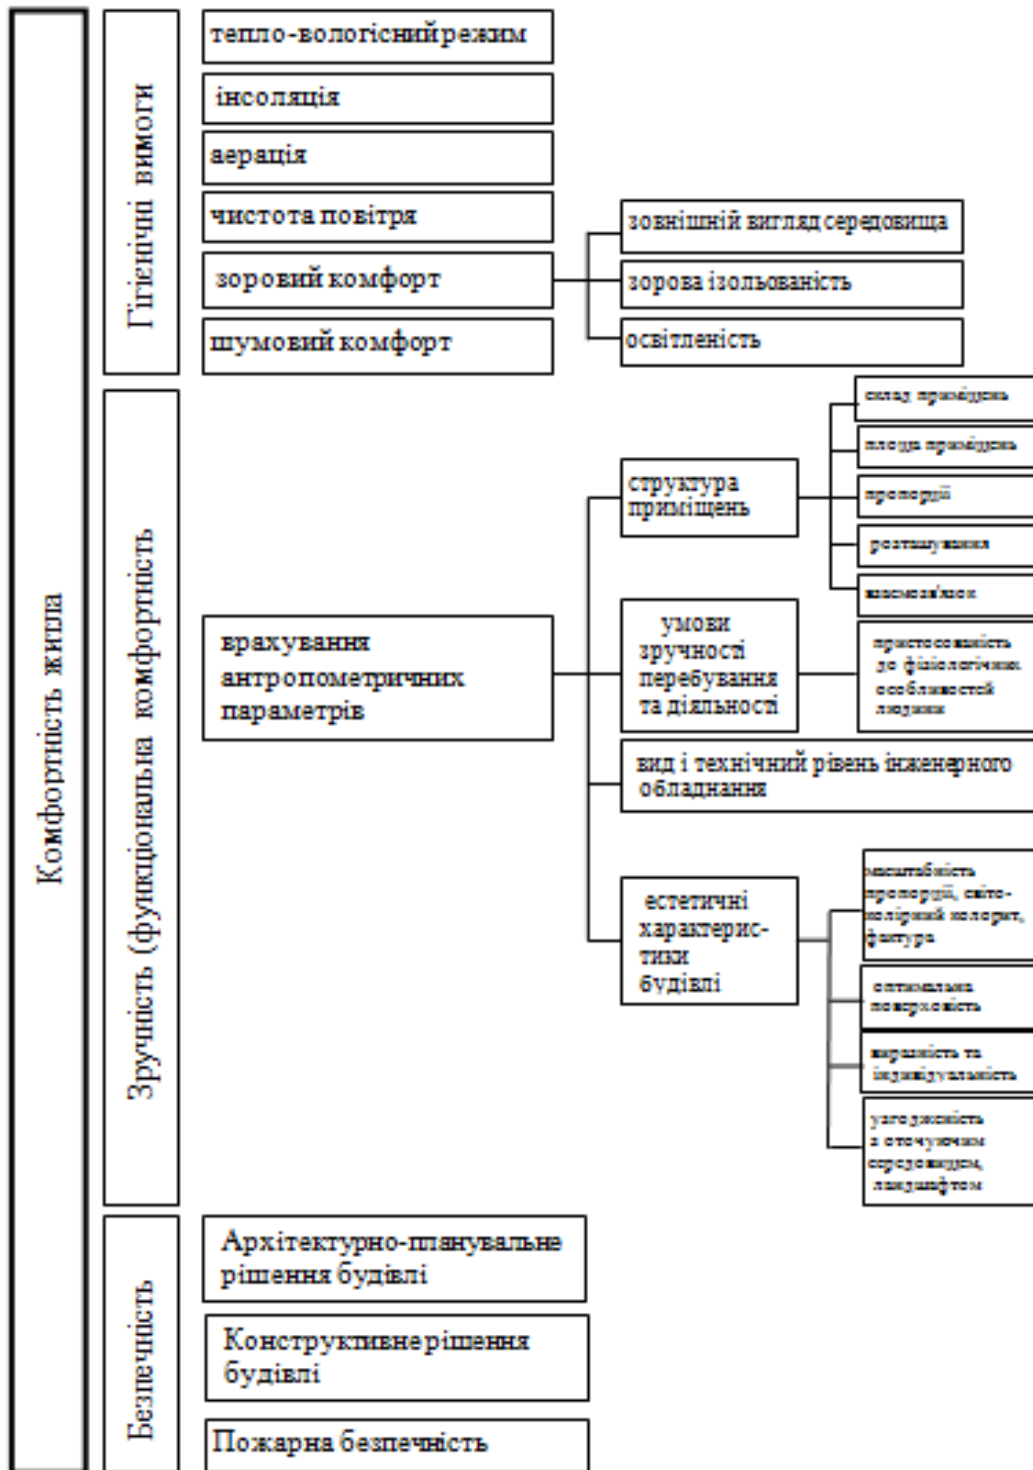 Комфортність житла
Гігієнічні вимоги
тепло-вологісний режим
інсоляція
аерація
чистота повітря
зоровий комфорт
шумовий комфорт
зовнішній вигляд середовища
зорова ізольованість
освітленість
Зручність (функціональна комфортність
врахування
антропометричних
параметрів
структура
приміщень
склад приміщень
площа приміщень
пропорції
розташування
взаємозв'язок
умови
зручності
перебування
та діяльності
пристосованість
до фізіологічних
особливостей
людини
вид і технічний рівень інженерного
обладнання
естетичні
характерис-
тики
будівлі
масштабність
пропорції, світо-
колірний колорит,
фактура
оптимальна
поверховість
виразність та
індивідуальність
узгодженість
з оточуючим
середовищем,
ландшафтом
Безпечність
Архітектурно-планувальне
рішення будівлі
Конструктивне рішення
будівлі
Пожарна безпечність